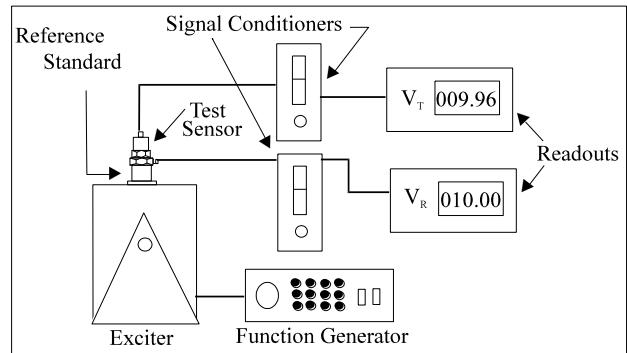 Signal Conditioners
Reference
Standard
Test
Sensor
V_T 009.96
Readouts
V_R 010.00
Exciter
Function Generator